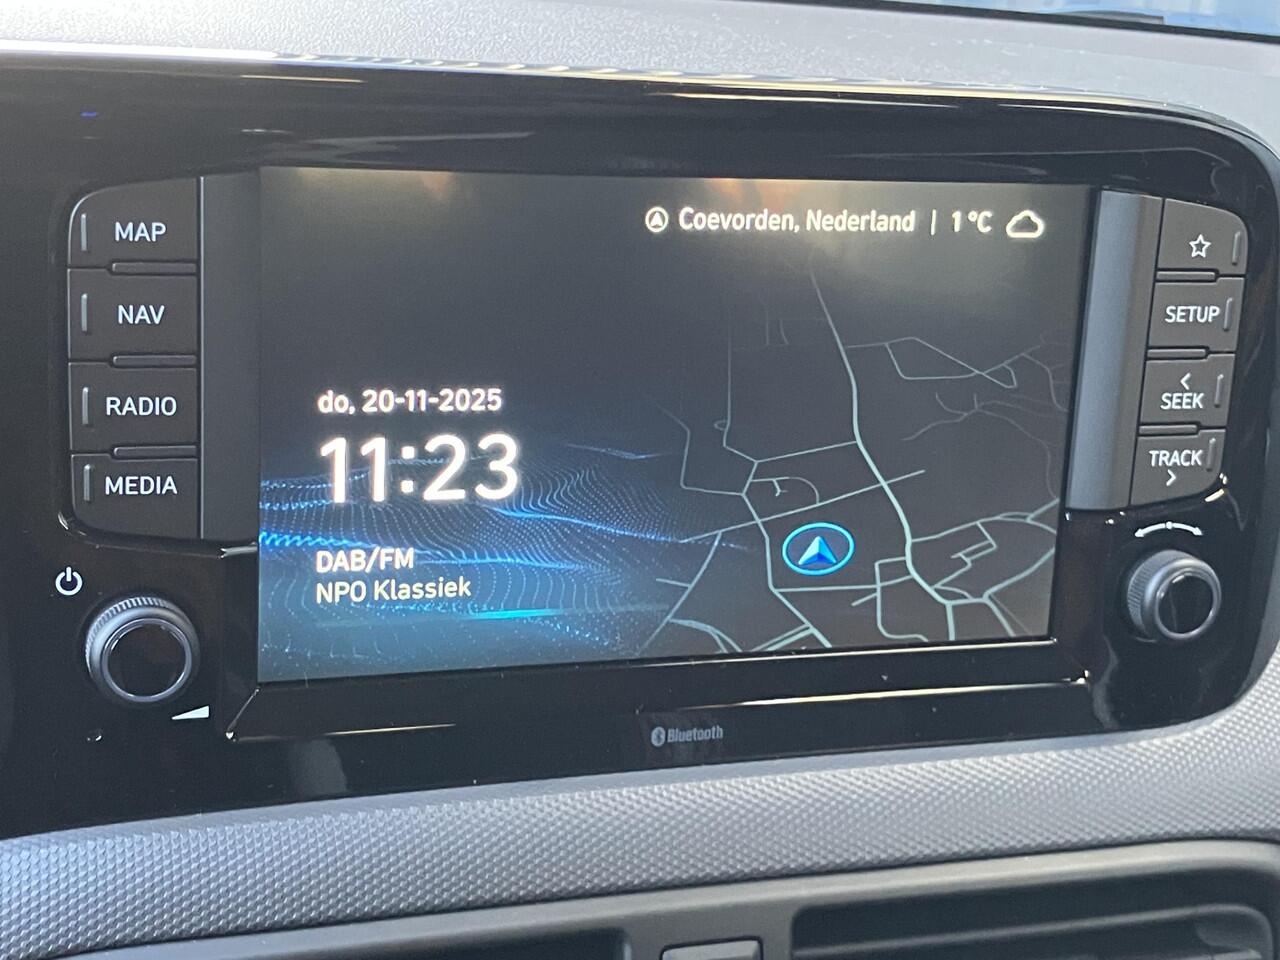 Coevorden, Nederland | 1 °C
MAP
NAV
RADIO
MEDIA
do, 20-11-2025
11:23
DAB/FM
NPO Klassiek
SETUP
< SEEK
TRACK >
Bluetooth